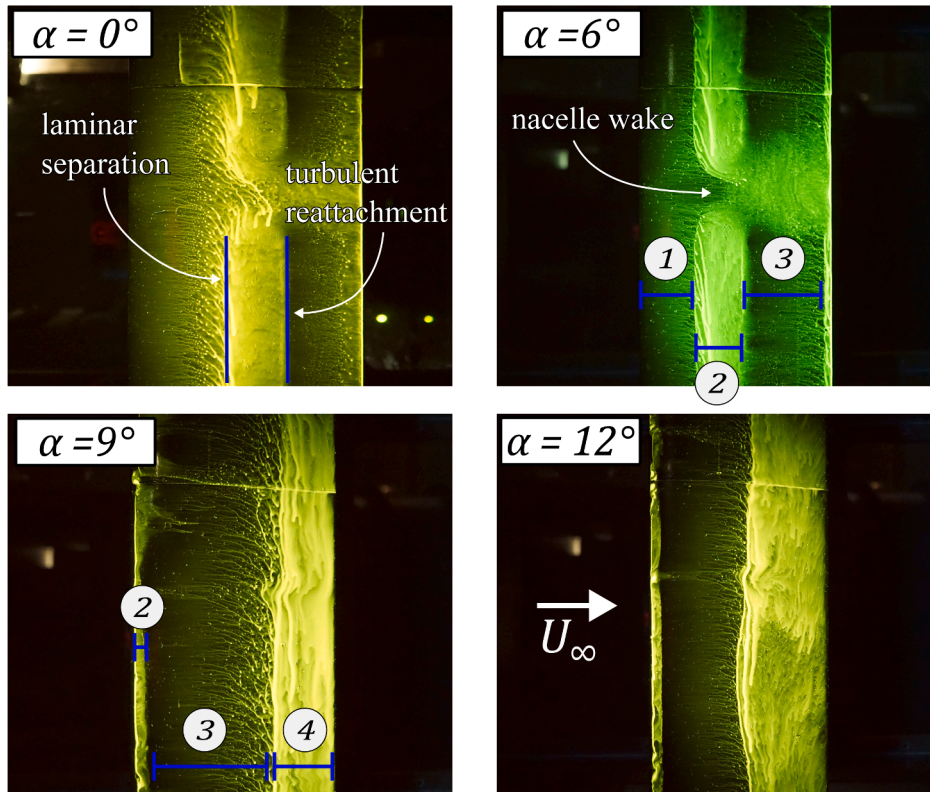 α = 0°
laminar
separation
turbulent
reattachment
α =6°
nacelle wake
1
3
2
α =9°
2
3
4
α = 12°
U∞